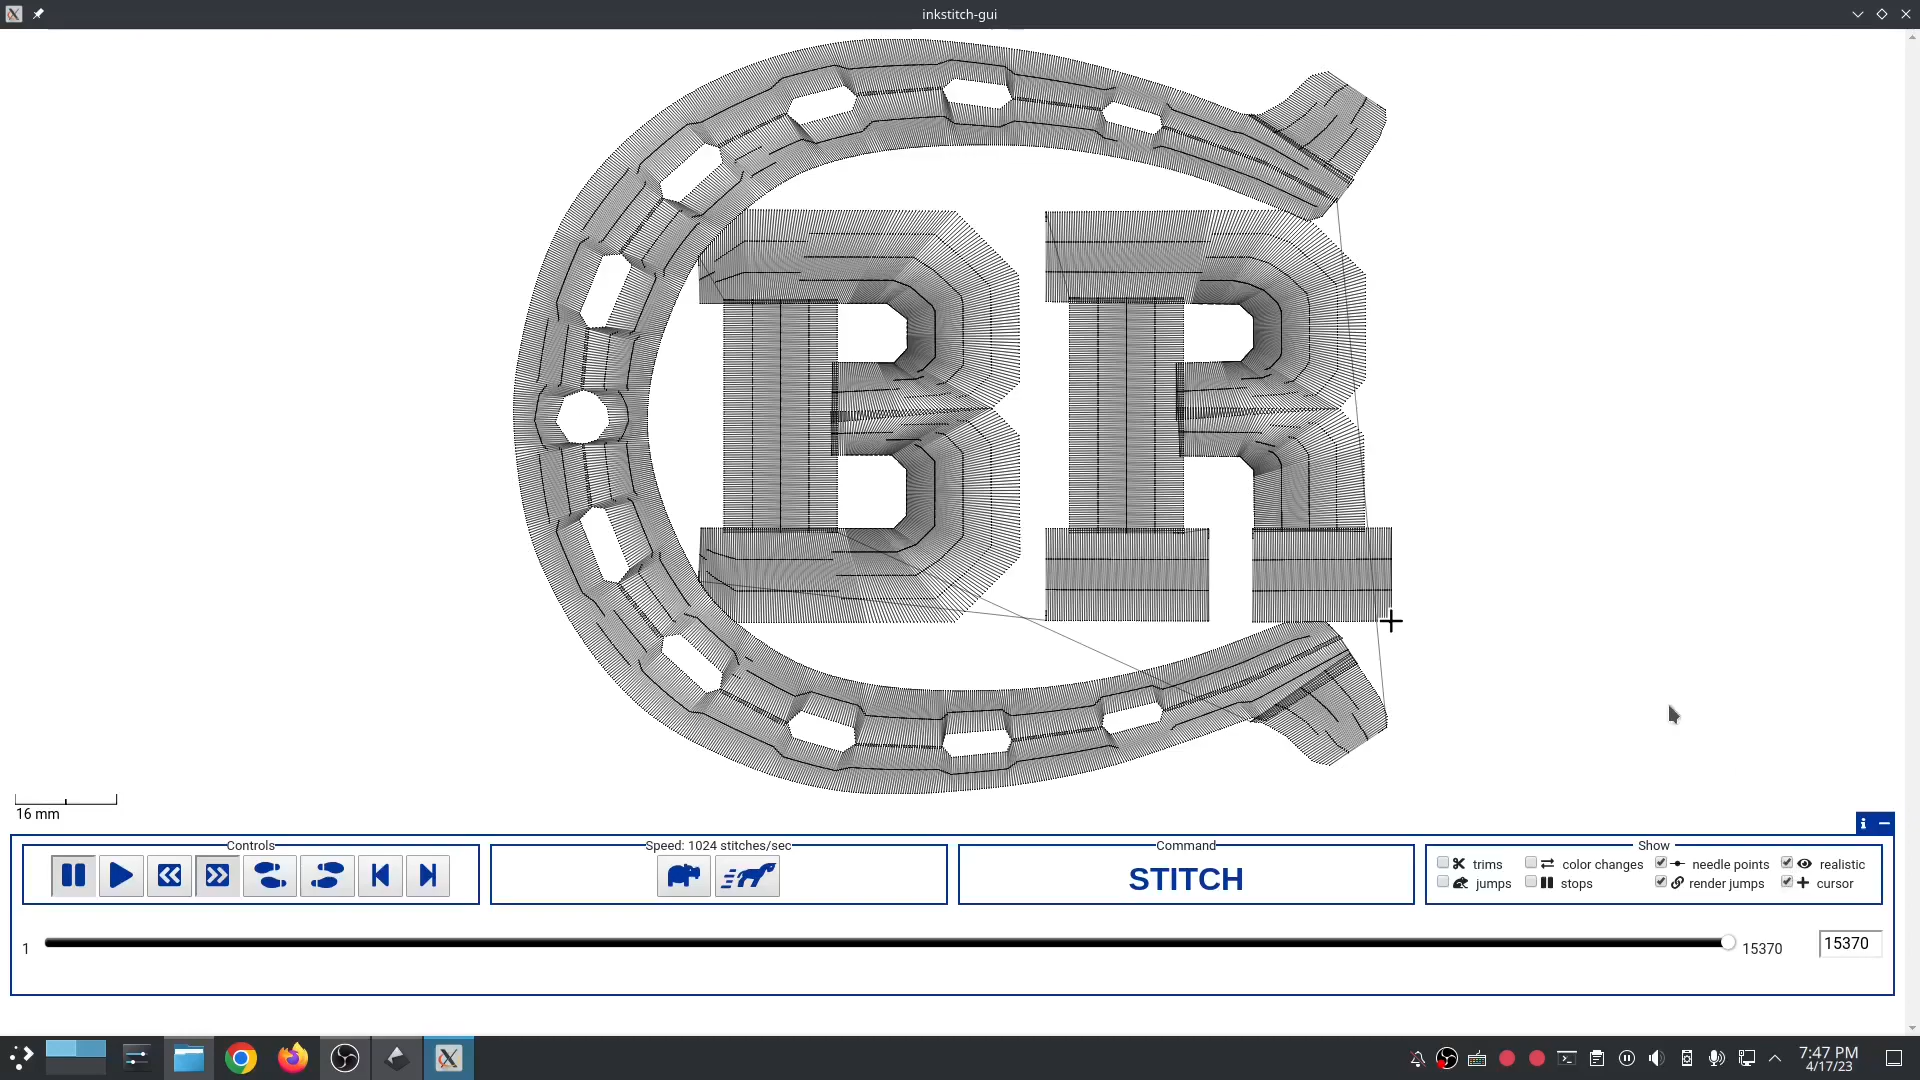 inkstitch-gui
BR
16 mm
Controls
Speed: 1024 stitches/sec
Command
STITCH
Show
trims
color changes
needle points
realistic
jumps
stops
render jumps
cursor
1
15370
15370
7:47 PM
4/17/23